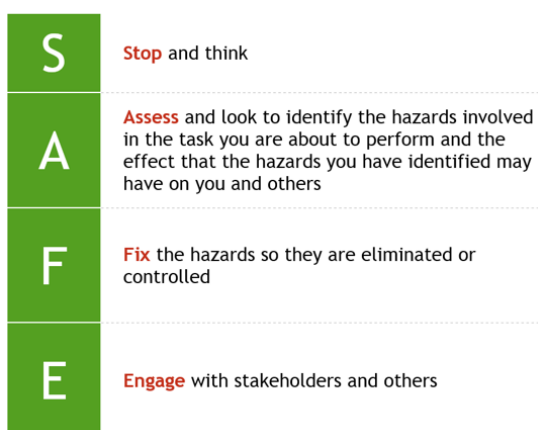 S
Stop and think
A
Assess and look to identify the hazards involved
in the task you are about to perform and the
effect that the hazards you have identified may
have on you and others
F
Fix the hazards so they are eliminated or
controlled
E
Engage with stakeholders and others